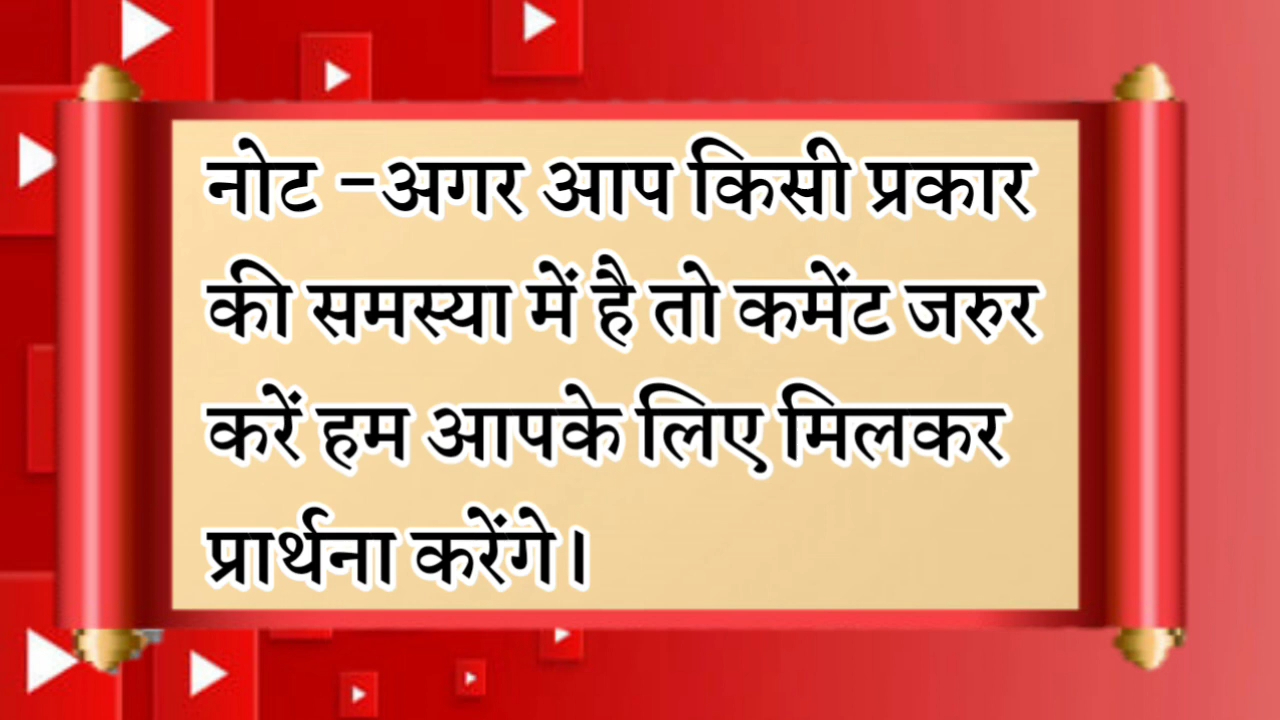 नोट -अगर आप किसी प्रकार
की समस्या में है तो कमेंट जरुर
करें हम आपके लिए मिलकर
प्रार्थना करेंगे।